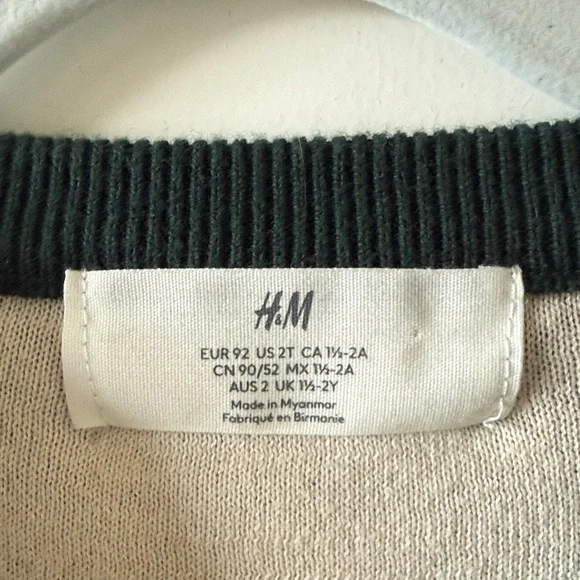 H&M
EUR 92 US 2T CA 1½-2A
CN 90/52 MX 1½-2A
AUS 2 UK 1½-2Y
Made in Myanmar
Fabriqué en Birmanie